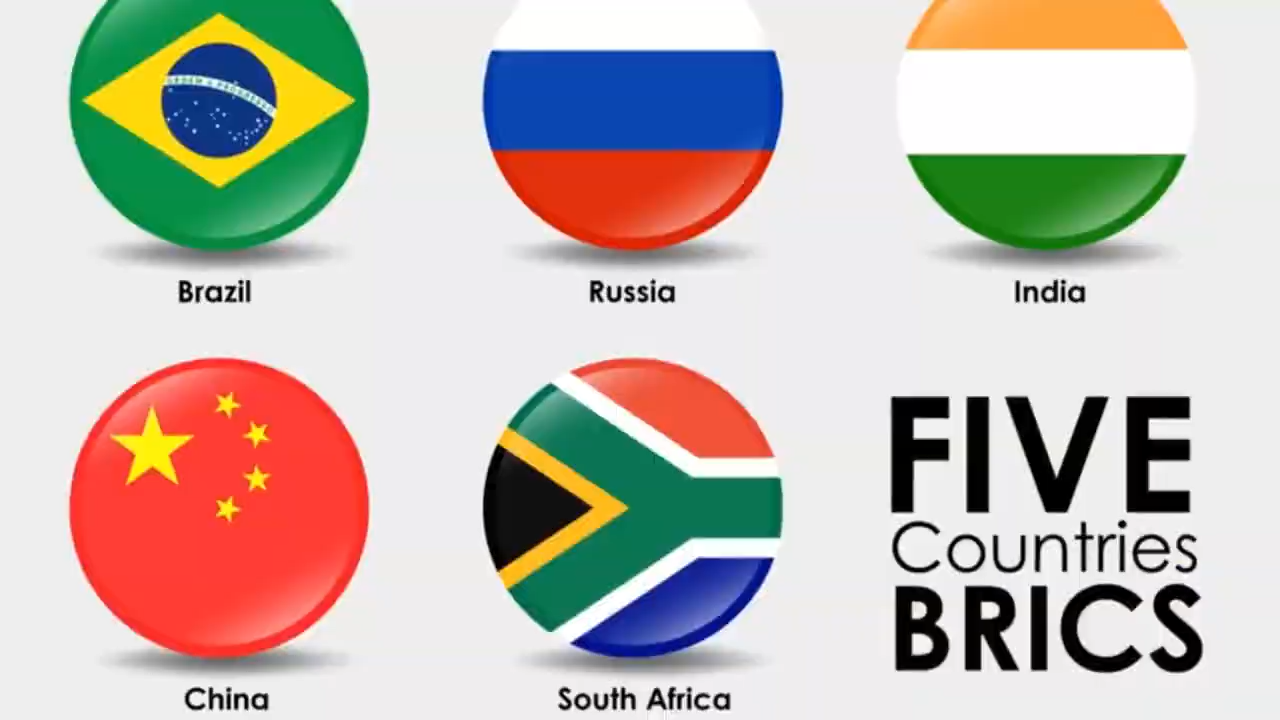 Brazil
Russia
India
China
South Africa
FIVE
Countries
BRICS